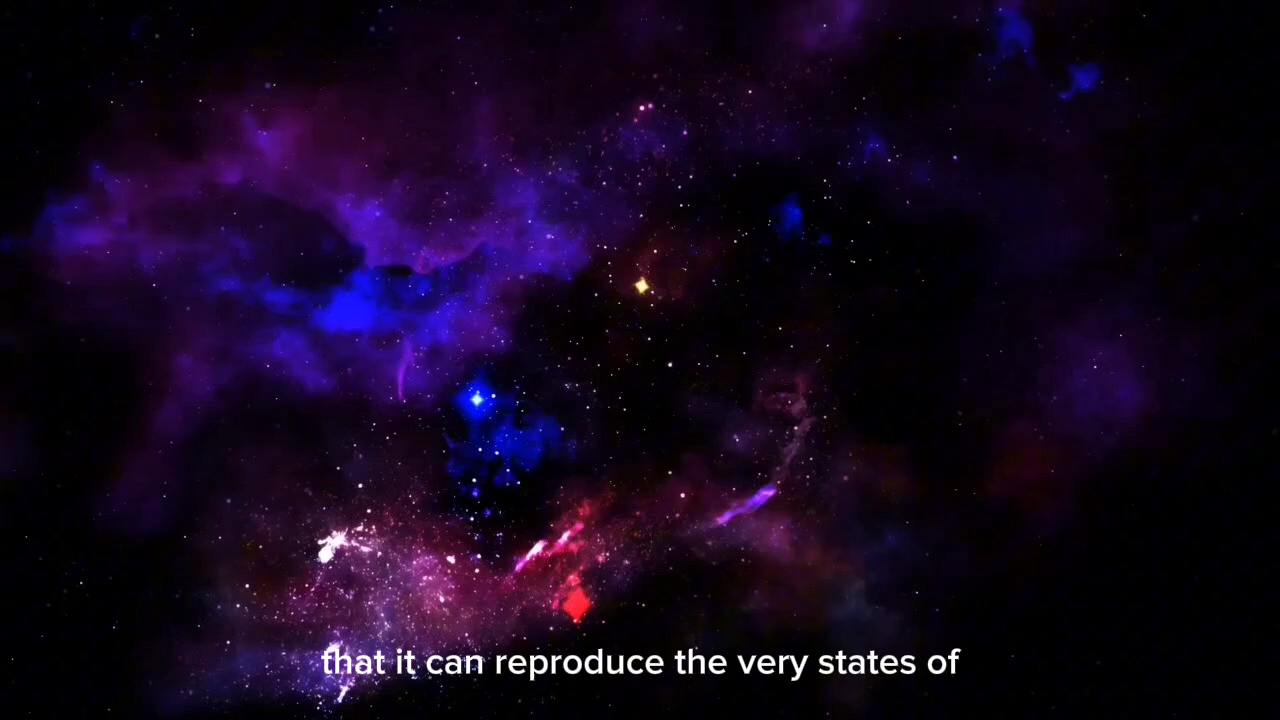 that it can reproduce the very states of